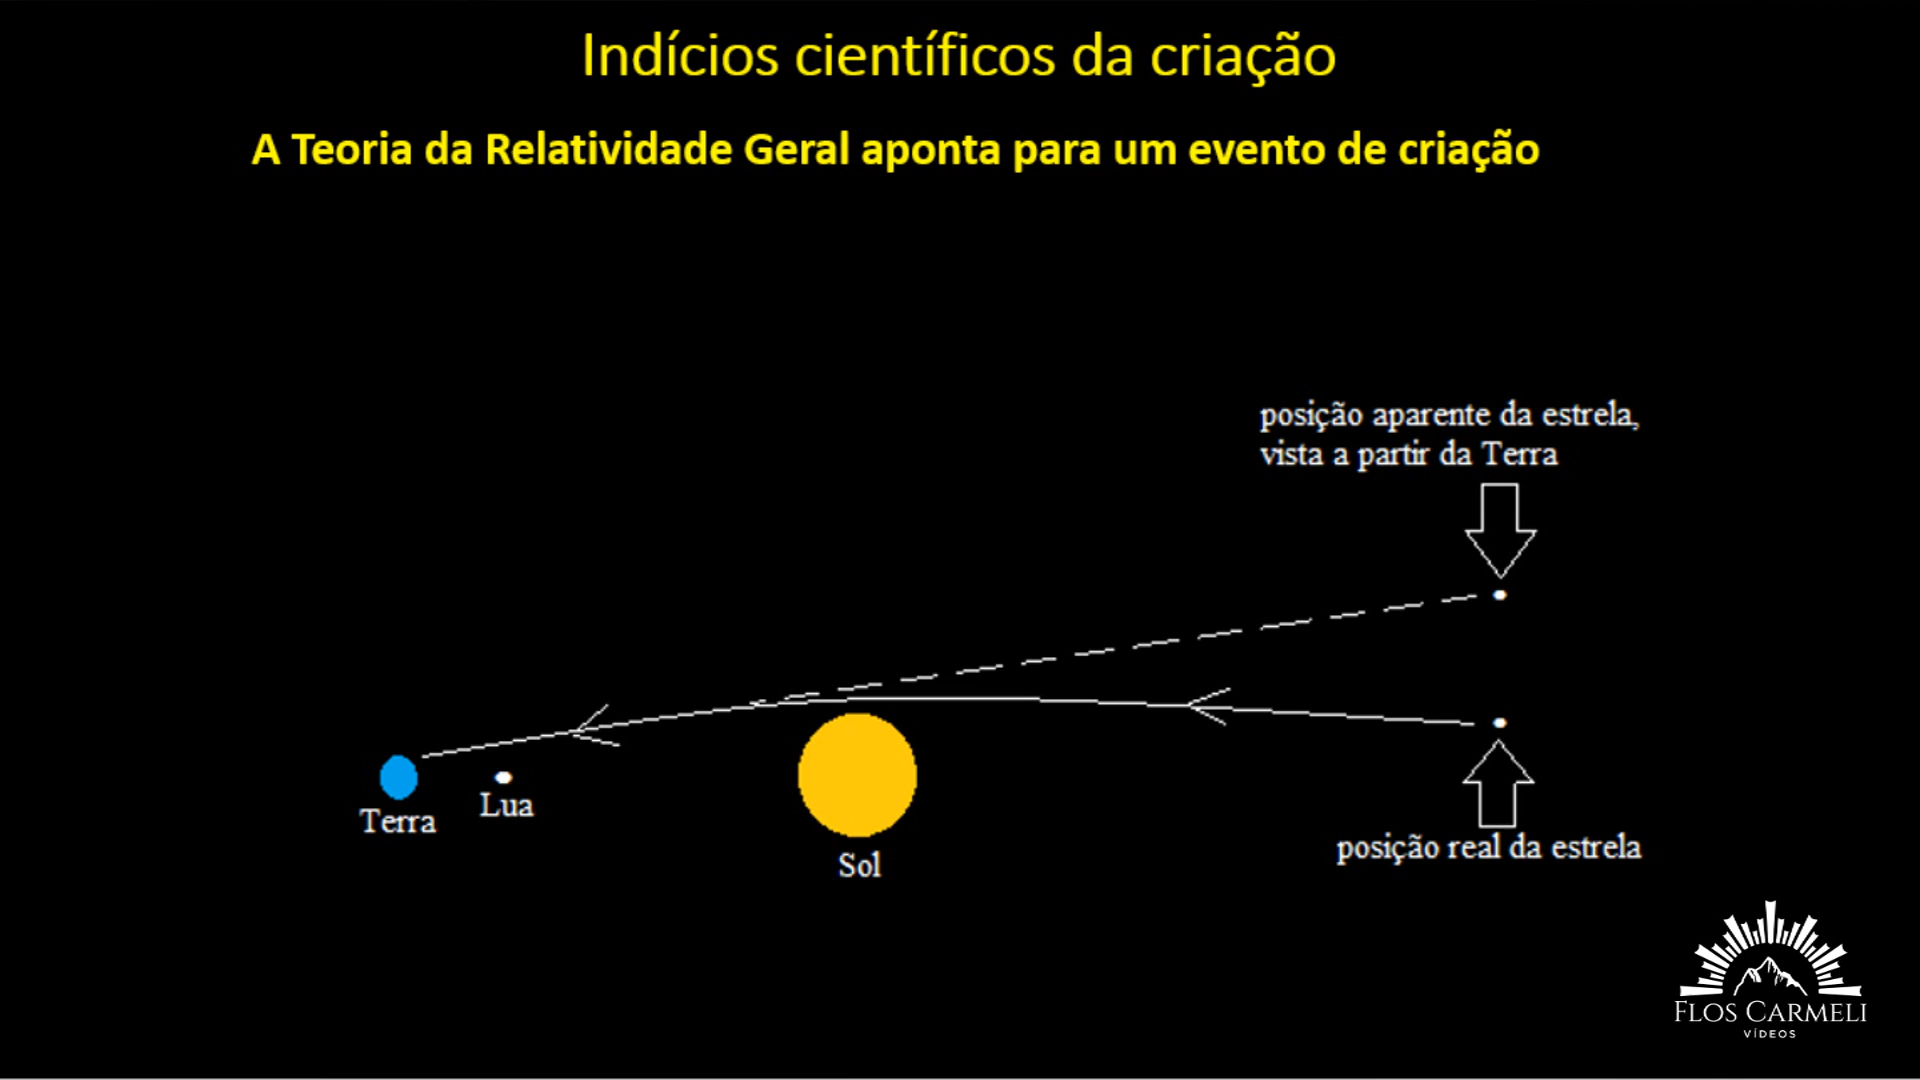 Indícios científicos da criação
A Teoria da Relatividade Geral aponta para um evento de criação
posição aparente da estrela,
vista a partir da Terra
Terra
Lua
Sol
posição real da estrela
FLOS CARMELI
VÍDEOS